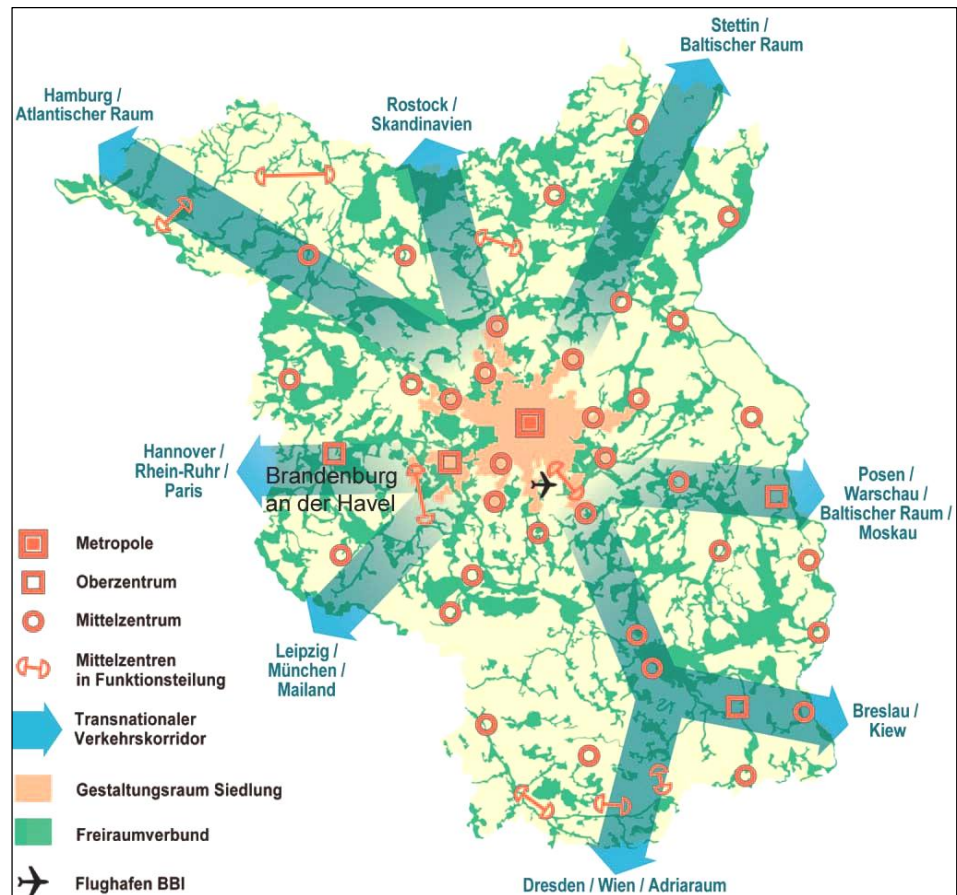 Stettin /
Baltischer Raum
Hamburg /
Atlantischer Raum
Rostock /
Skandinavien
Hannover /
Rhein-Ruhr /
Paris
Brandenburg
an der Havel
Posen /
Warschau /
Baltischer Raum /
Moskau
Leipzig /
München /
Mailand
Breslau /
Kiew
Dresden / Wien / Adriaraum
Metropole
Oberzentrum
Mittelzentrum
Mittelzentren
in Funktionsteilung
Transnationaler
Verkehrskorridor
Gestaltungsraum Siedlung
Freiraumverbund
Flughafen BBI